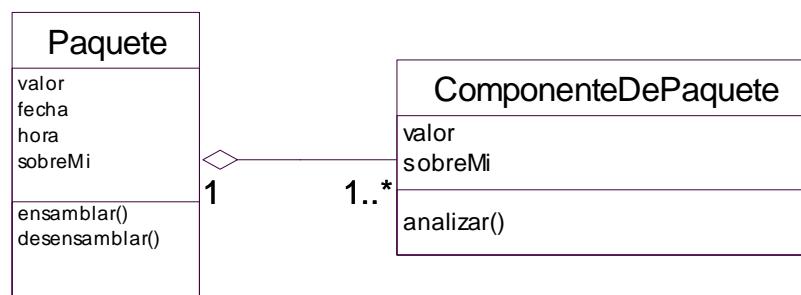 Paquete
valor
fecha
hora
sobreMi
ensamblar()
desensamblar()
1
1..*
ComponenteDePaquete
valor
sobreMi
analizar()